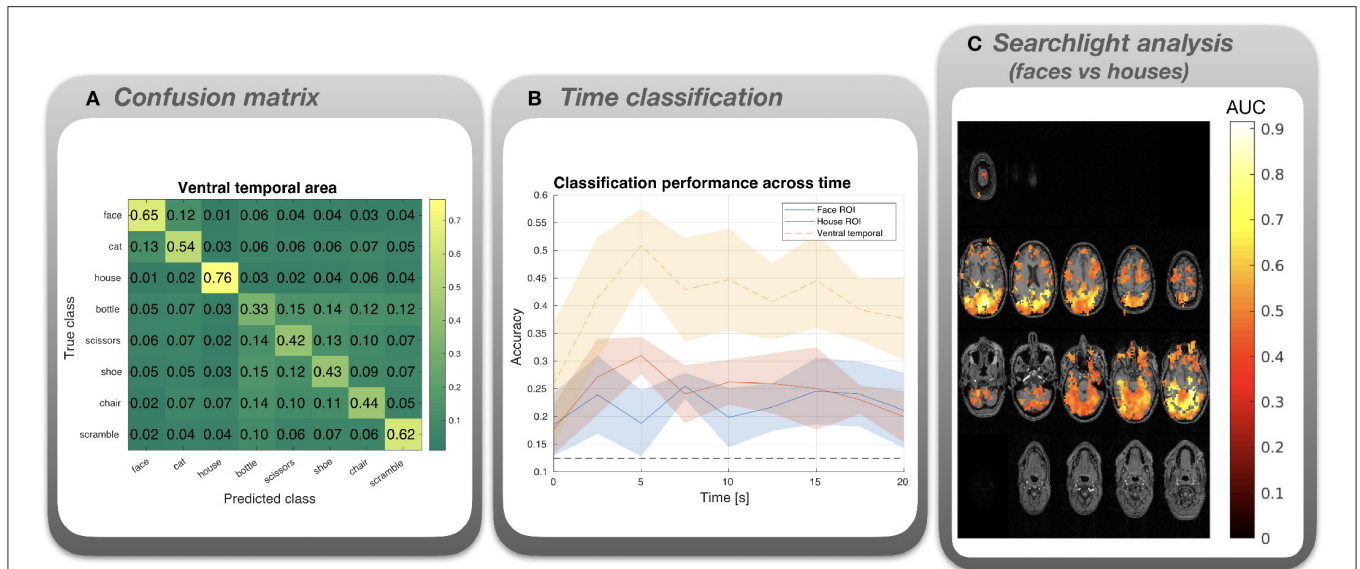 A Confusion matrix
Ventral temporal area
face 0.65 0.12 0.01 0.06 0.04 0.04 0.03 0.04
cat 0.13 0.54 0.03 0.06 0.06 0.06 0.07 0.05
house 0.01 0.02 0.76 0.03 0.02 0.04 0.06 0.04
bottle 0.05 0.07 0.03 0.33 0.15 0.14 0.12 0.12
scissors 0.06 0.07 0.02 0.14 0.42 0.13 0.10 0.07
shoe 0.05 0.05 0.03 0.15 0.12 0.43 0.09 0.07
chair 0.02 0.07 0.07 0.14 0.10 0.11 0.44 0.05
scramble 0.02 0.04 0.04 0.10 0.06 0.07 0.06 0.62
face cat house bottle scissors shoe chair scramble
True class
Predicted class
0.7
0.6
0.5
0.4
0.3
0.2
0.1
B Time classification
Classification performance across time
Face ROI
House ROI
Ventral temporal
0.6
0.55
0.5
0.45
0.4
0.35
0.3
0.25
0.2
0.15
0.1
Accuracy
0 5 10 15 20
Time [s]
C Searchlight analysis
(faces vs houses)
AUC
0.9
0.8
0.7
0.6
0.5
0.4
0.3
0.2
0.1
0